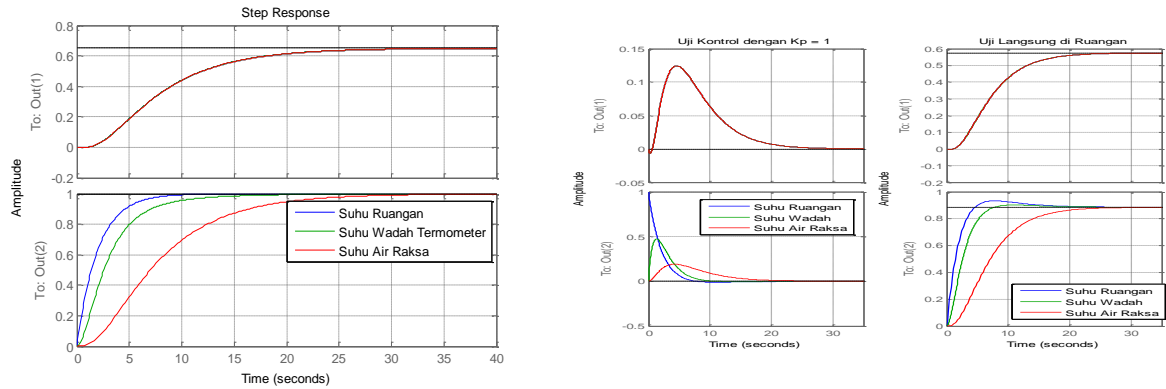 Step Response
0.8
0.6
0.4
0.2
0
-0.2
To: Out(1)
Amplitude
1
0.8
0.6
0.4
0.2
0
To: Out(2)
Suhu Ruangan
Suhu Wadah Termometer
Suhu Air Raksa
0 5 10 15 20 25 30 35 40
Time (seconds)
Uji Kontrol dengan Kp = 1
0.15
0.1
0.05
0
-0.05
To: Out(1)
Amplitude
1
0.5
0
-0.5
To: Out(2)
Suhu Ruangan
Suhu Wadah
Suhu Air Raksa
0 10 20 30
Time (seconds)
Uji Langsung di Ruangan
0.6
0.5
0.4
0.3
0.2
0.1
0
-0.1
-0.2
To: Out(1)
Amplitude
1
0.8
0.6
0.4
0.2
0
To: Out(2)
Suhu Ruangan
Suhu Wadah
Suhu Air Raksa
0 10 20 30
Time (seconds)